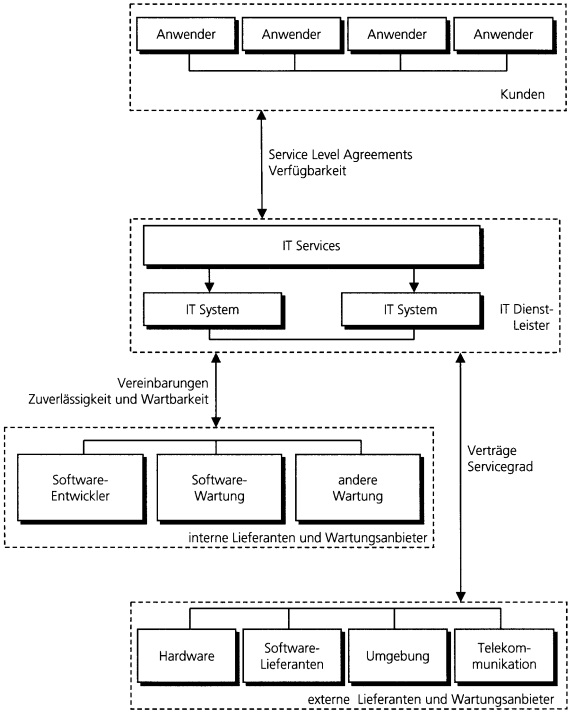 Anwender
Anwender
Anwender
Anwender
Kunden
Service Level Agreements
Verfügbarkeit
IT Services
IT System
IT System
IT Dienst-
Leister
Vereinbarungen
Zuverlässigkeit und Wartbarkeit
Verträge
Servicegrad
Software-
Entwickler
Software-
Wartung
andere
Wartung
interne Lieferanten und Wartungsanbieter
Hardware
Software-
Lieferanten
Umgebung
Telekom-
munikation
externe Lieferanten und Wartungsanbieter